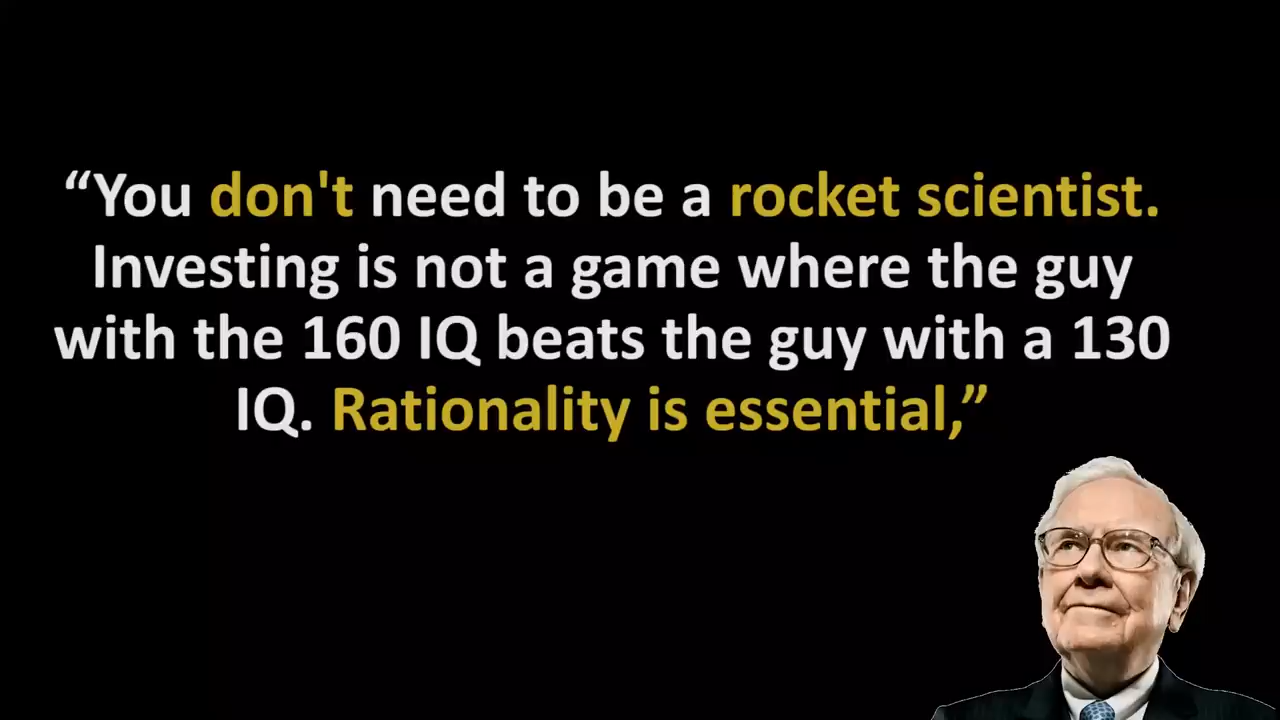 “You don't need to be a rocket scientist.
Investing is not a game where the guy
with the 160 IQ beats the guy with a 130
IQ. Rationality is essential,”